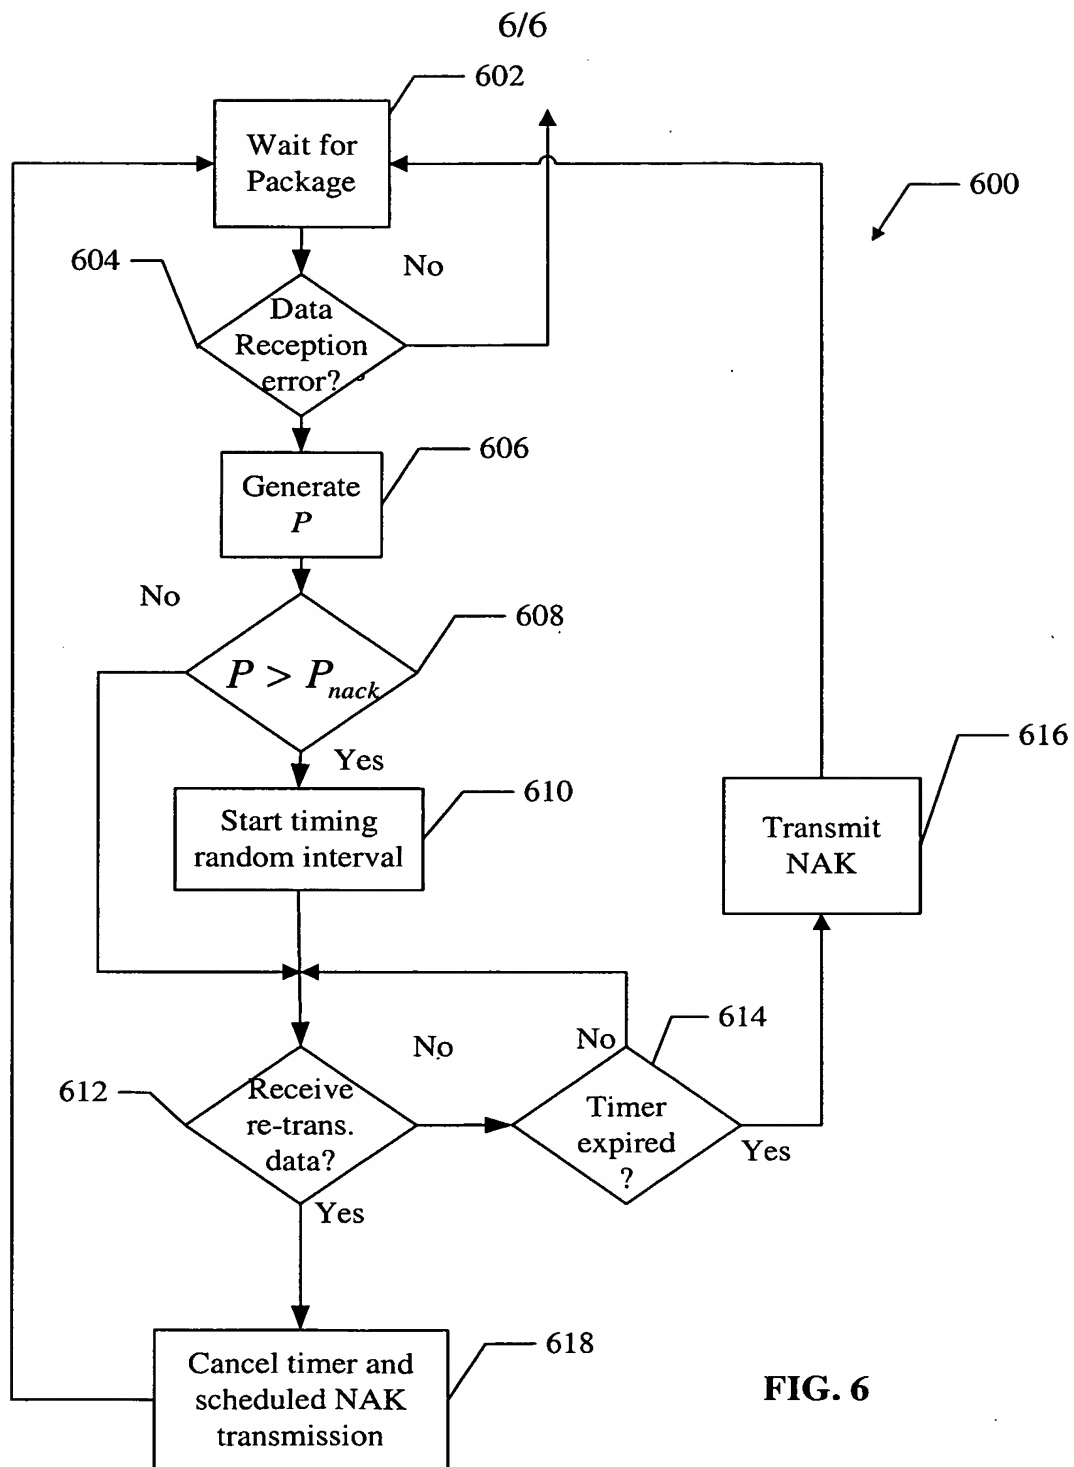 6/6
602
Wait for
Package
600
604
No
Data
Reception
error?
606
Generate
P
No
608
P > Pnack
Yes
616
610
Start timing
random interval
Transmit
NAK
614
No
No
612
Receive
re-trans.
data?
Timer
expired
?
Yes
Yes
618
Cancel timer and
scheduled NAK
transmission
FIG. 6